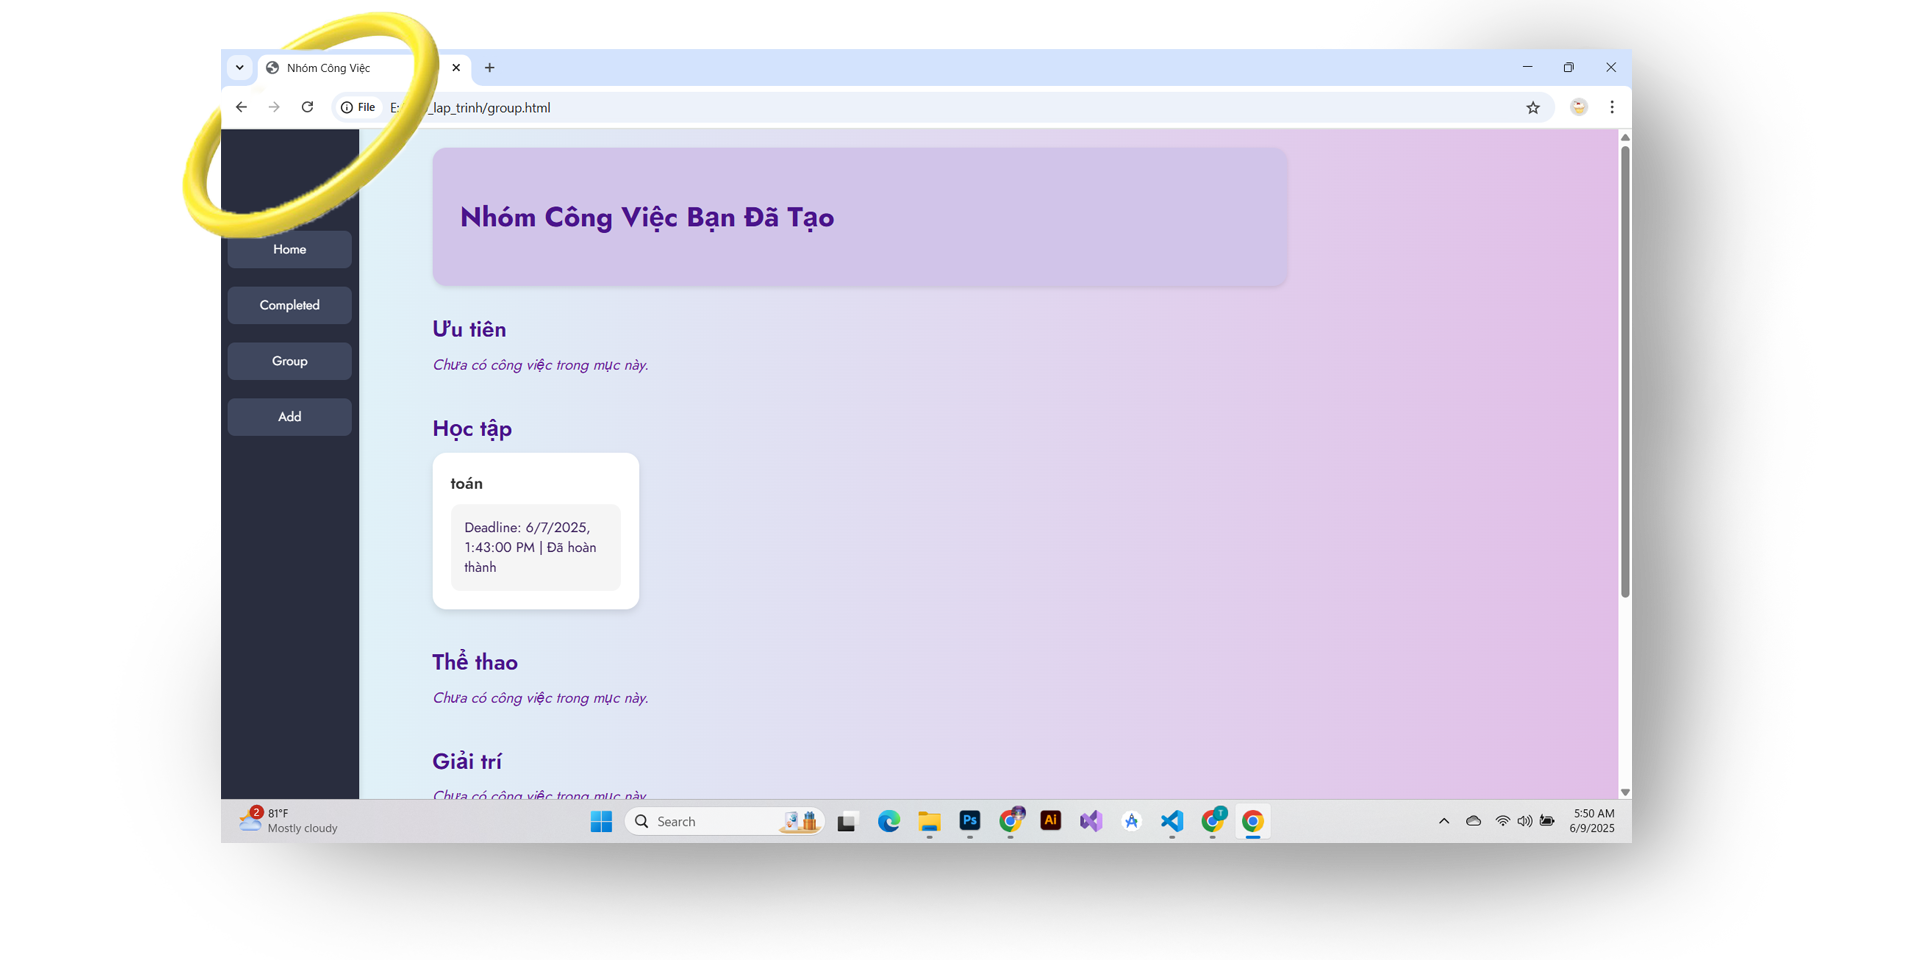 Nhóm Công Việc
File
_lap_trinh/group.html
Home
Completed
Group
Add
Nhóm Công Việc Bạn Đã Tạo
Ưu tiên
Chưa có công việc trong mục này.
Học tập
toán
Deadline: 6/7/2025,
1:43:00 PM | Đã hoàn
thành
Thể thao
Chưa có công việc trong mục này.
Giải trí
Chưa có công việc trong mục này.
2
81°F
Mostly cloudy
Search
Ps
Ai
T
5:50 AM
6/9/2025